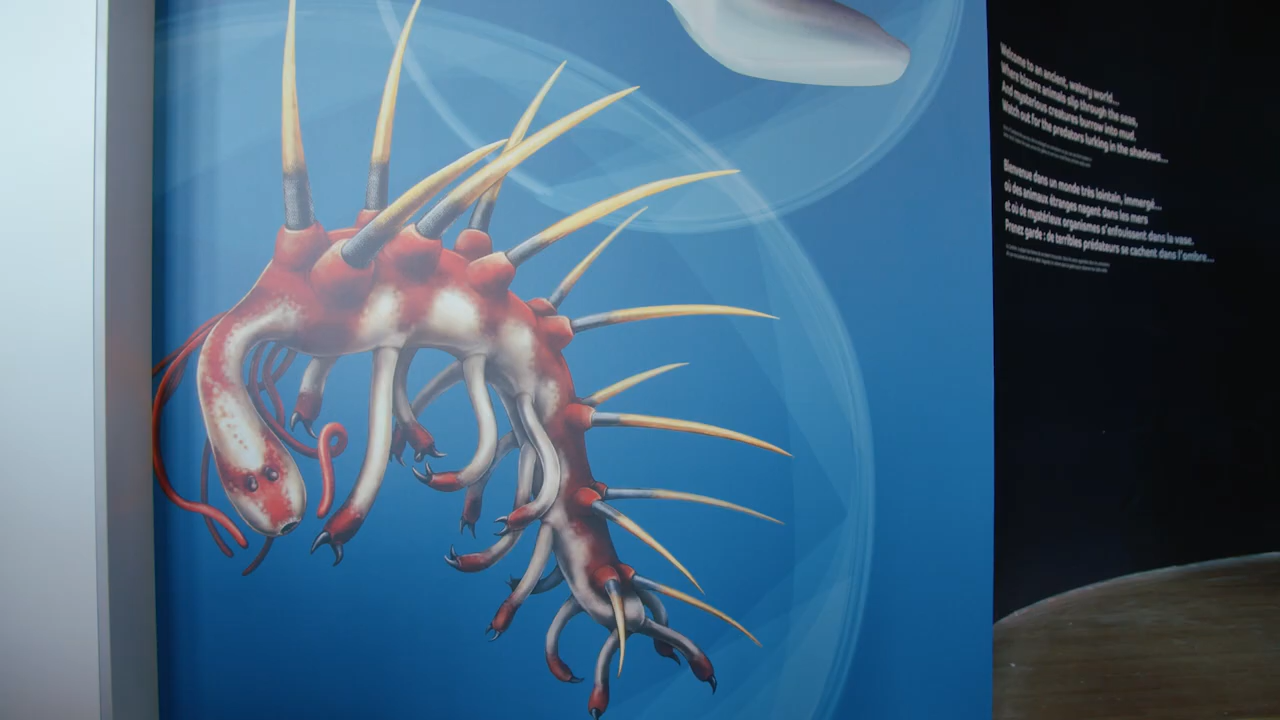 Welcome to an ancient, watery world...
Where bizarre animals slip through the seas,
And mysterious creatures burrow into mud.
Watch out for the predators lurking in the shadows...
Bienvenue dans un monde très lointain, immergé...
où des animaux étranges nagent dans les mers
et où de mystérieux organismes s'enfouissent dans la vase.
Prenez garde : de terribles prédateurs se cachent dans l'ombre...